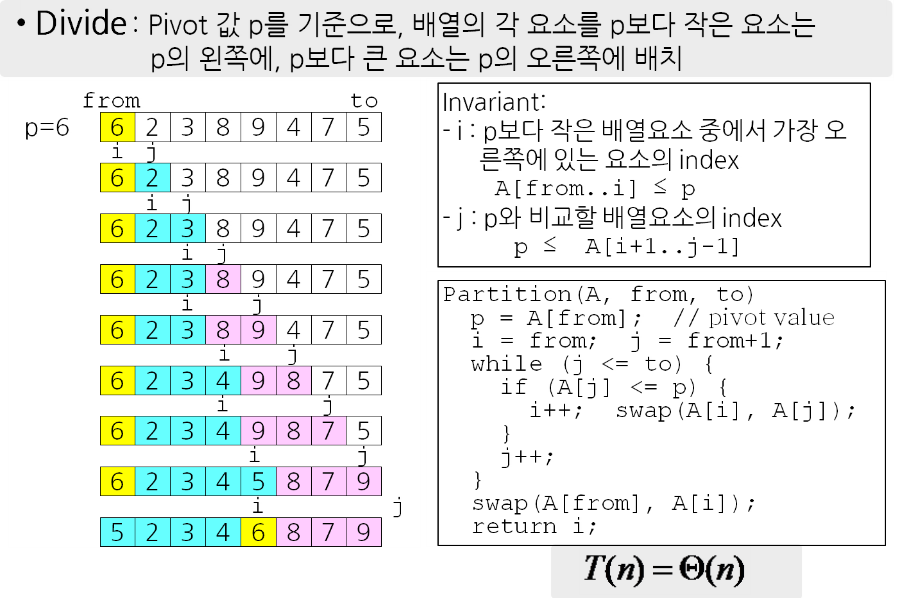 • Divide : Pivot 값 p를 기준으로, 배열의 각 요소를 p보다 작은 요소는
p의 왼쪽에, p보다 큰 요소는 p의 오른쪽에 배치
from to
p=6 6 2 3 8 9 4 7 5
i j
6 2 3 8 9 4 7 5
i j
6 2 3 8 9 4 7 5
i j
6 2 3 8 9 4 7 5
i j
6 2 3 8 9 4 7 5
i j
6 2 3 4 9 8 7 5
i j
6 2 3 4 9 8 7 5
i j
6 2 3 4 5 8 7 9
i j
5 2 3 4 6 8 7 9
Invariant:
- i : p보다 작은 배열요소 중에서 가장 오
른쪽에 있는 요소의 index
A[from..i] ≤ p
- j : p와 비교할 배열요소의 index
p ≤ A[i+1..j-1]
Partition(A, from, to)
p = A[from]; // pivot value
i = from; j = from+1;
while (j <= to) {
if (A[j] <= p) {
i++; swap(A[i], A[j]);
}
j++;
}
swap(A[from], A[i]);
return i;
T(n) = Θ(n)